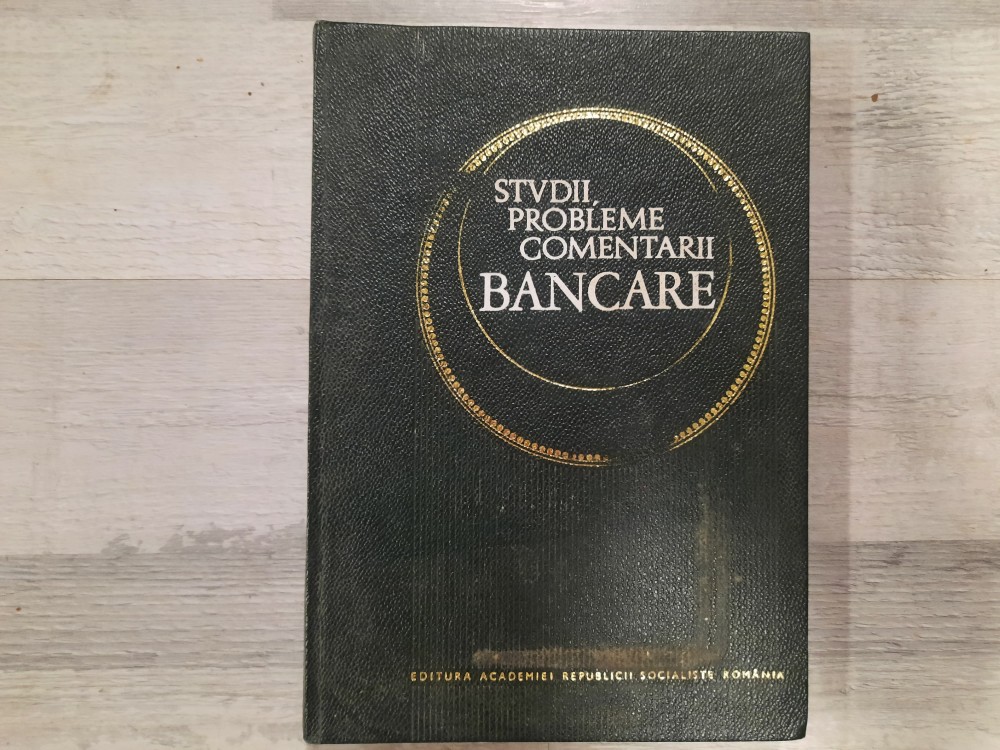 STVDII,
PROBLEME
COMENTARII
BANCARE
EDITURA ACADEMIEI REPUBLICII SOCIALISTE ROMÂNIA